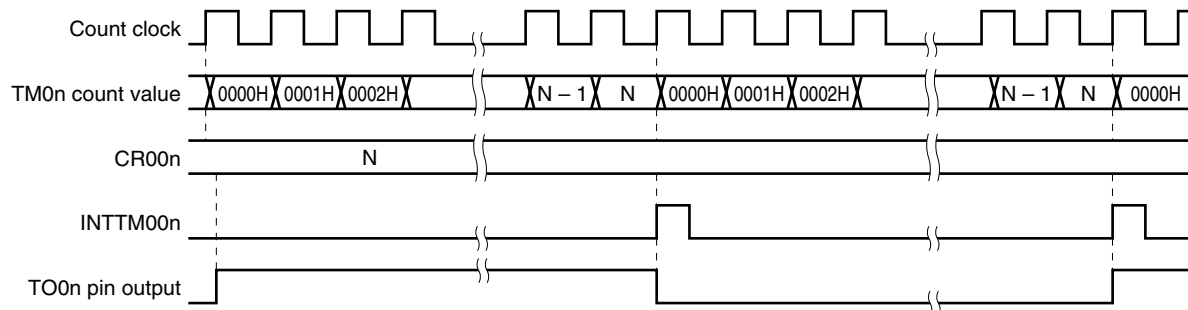 Count clock
TM0n count value 0000H 0001H 0002H N – 1 N 0000H 0001H 0002H N – 1 N 0000H
CR00n N
INTTM00n
TO0n pin output